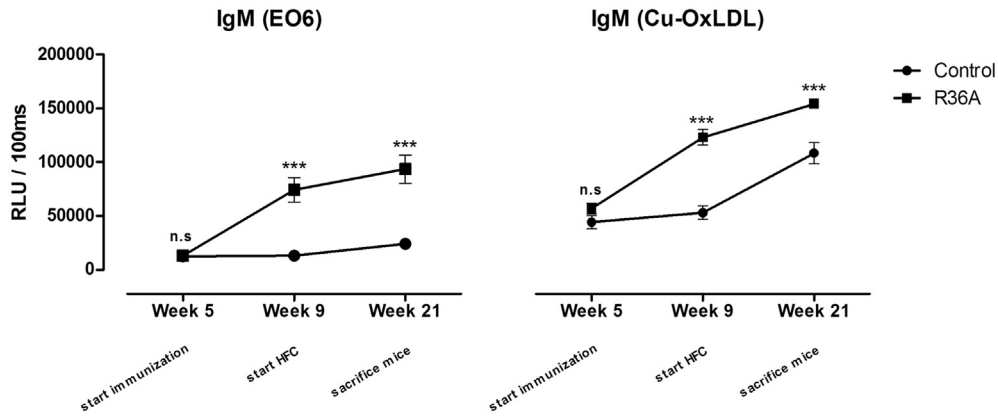 IgM (EO6)
IgM (Cu-OxLDL)
RLU / 100ms
200000
150000
100000
50000
0
n.s
***
***
n.s
***
***
Control
R36A
Week 5
Week 9
Week 21
Week 5
Week 9
Week 21
start immunization
start HFC
sacrifice mice
start immunization
start HFC
sacrifice mice